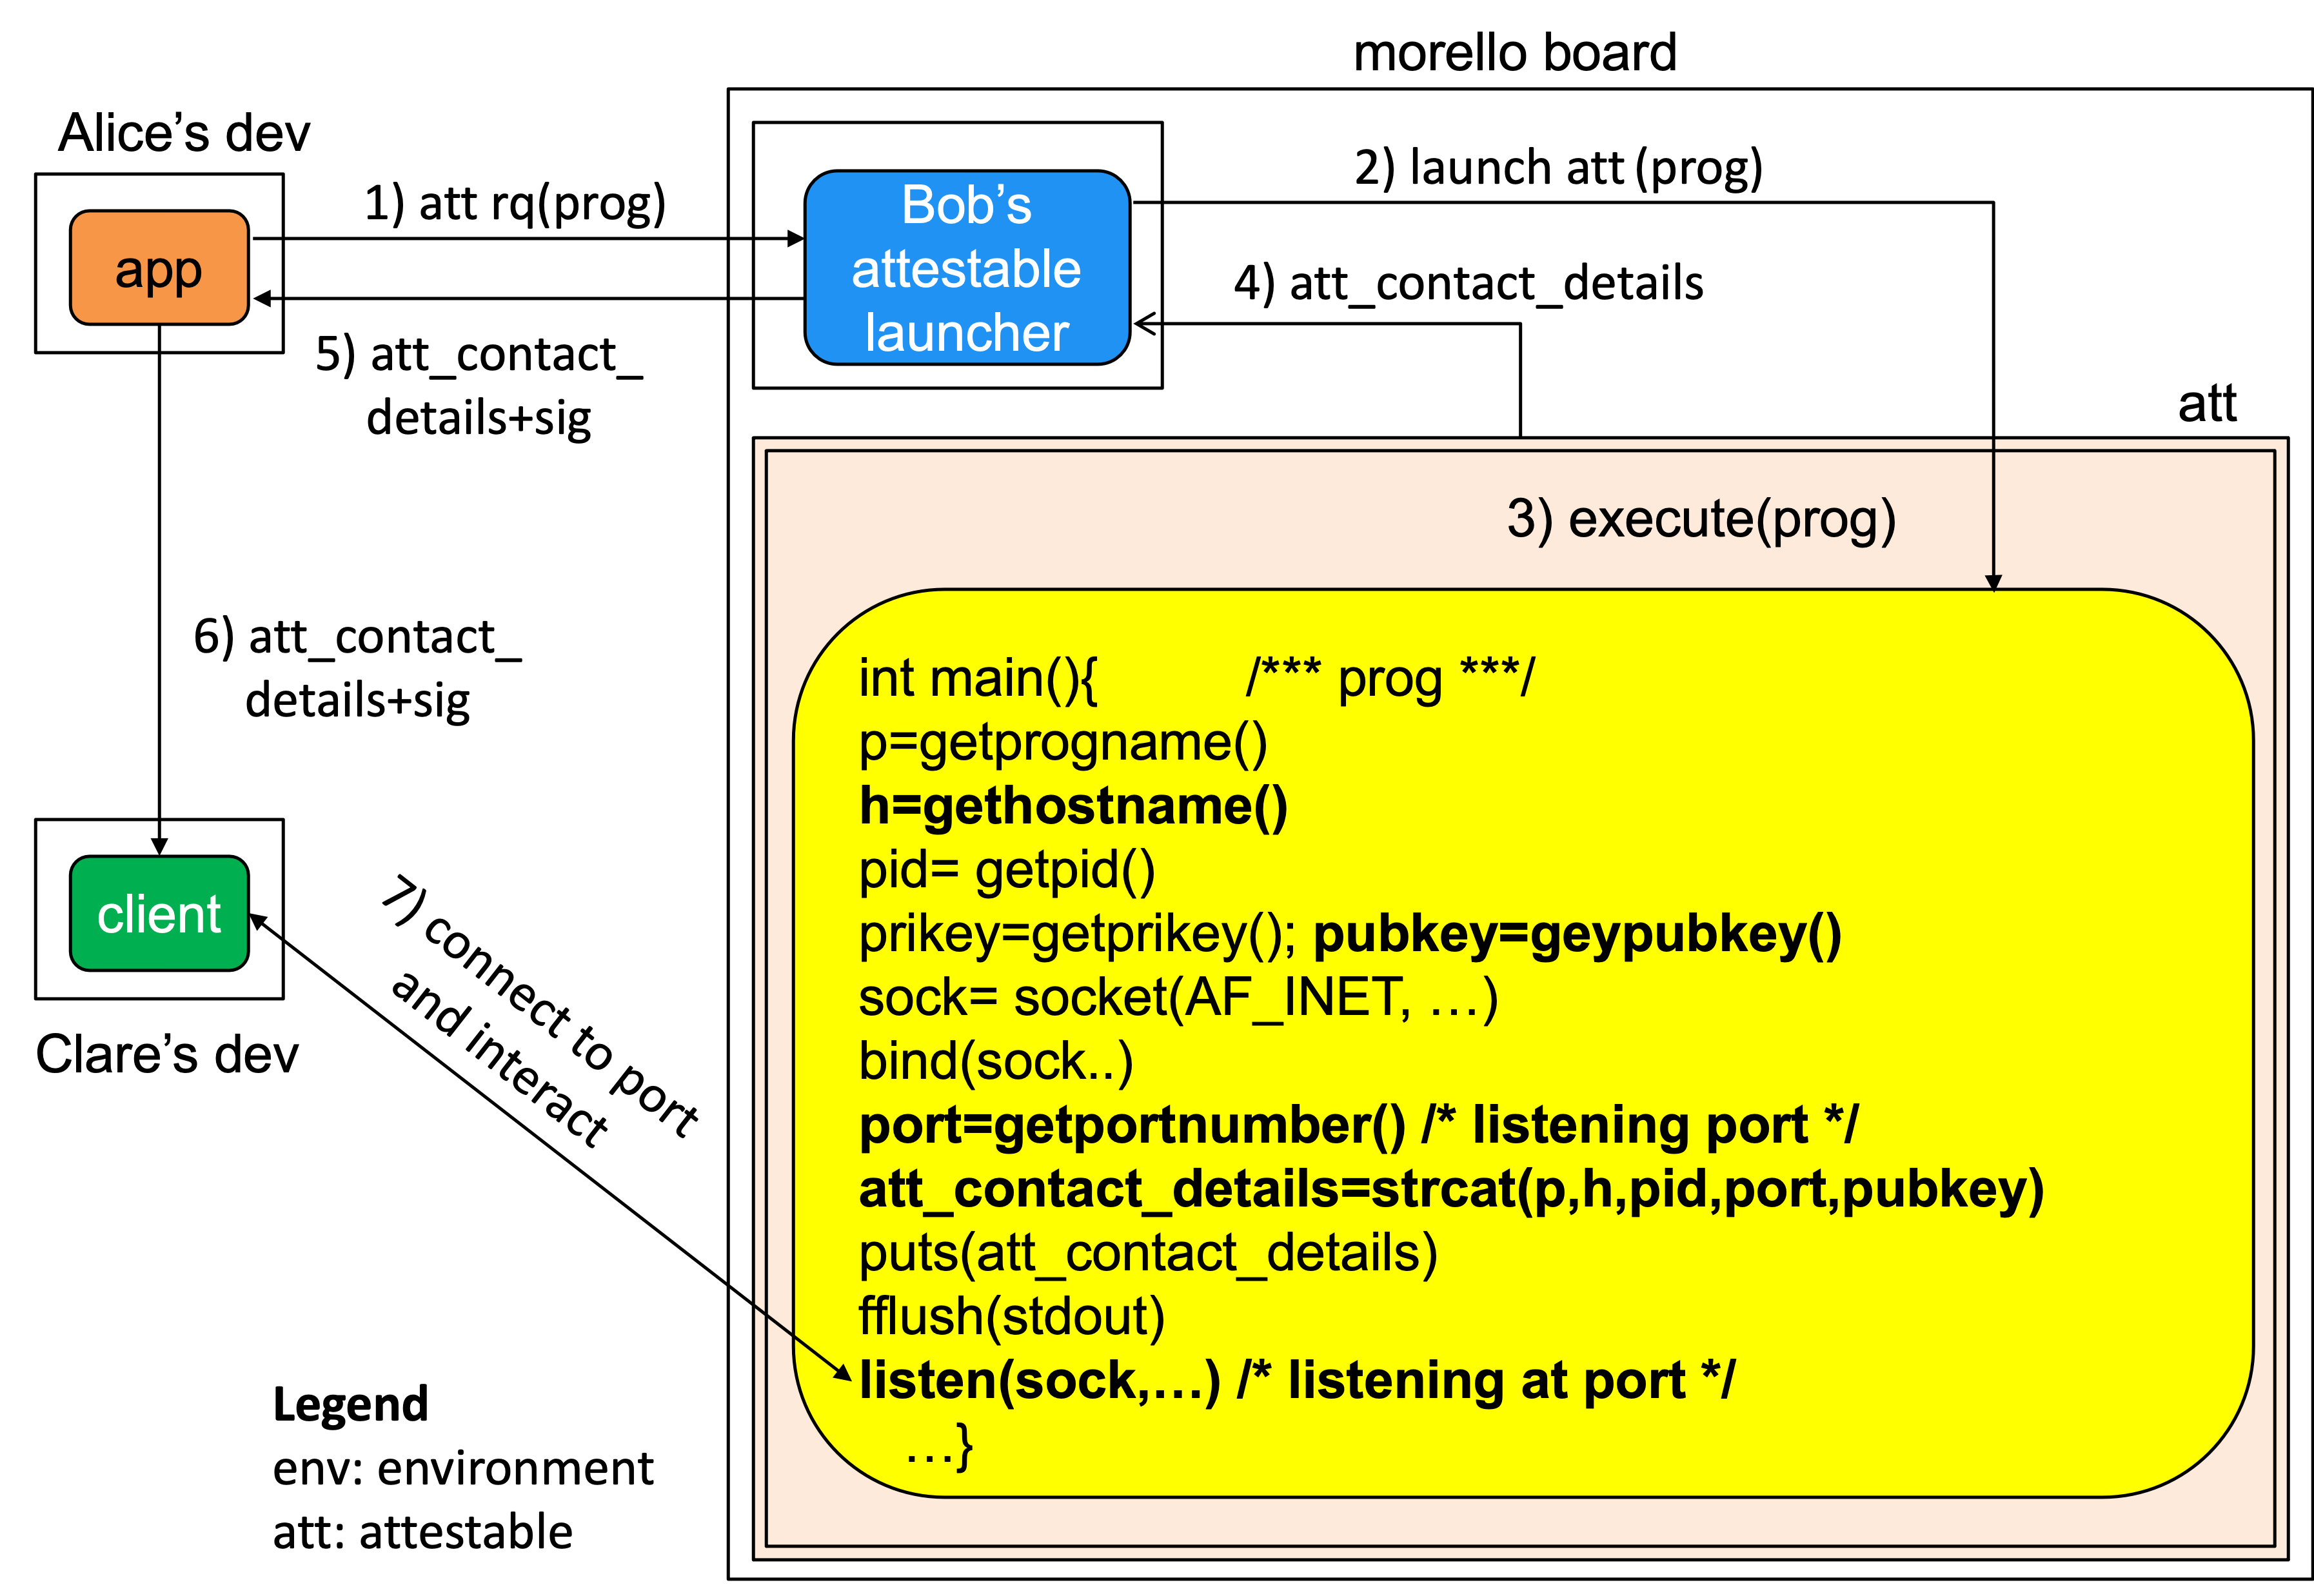 morello board
Alice's dev
app
1) att rq(prog)
Bob's
attestable
launcher
2) launch att (prog)
4) att_contact_details
5) att_contact_
details+sig
att
3) execute(prog)
6) att_contact_
details+sig
client
Clare's dev
7) connect to port
and interact
int main(){ /*** prog ***/
p=getprogname()
h=gethostname()
pid= getpid()
prikey=getprikey(); pubkey=geypubkey()
sock= socket(AF_INET, …)
bind(sock..)
port=getportnumber() /* listening port */
att_contact_details=strcat(p,h,pid,port,pubkey)
puts(att_contact_details)
fflush(stdout)
listen(sock,…) /* listening at port */
…}
Legend
env: environment
att: attestable